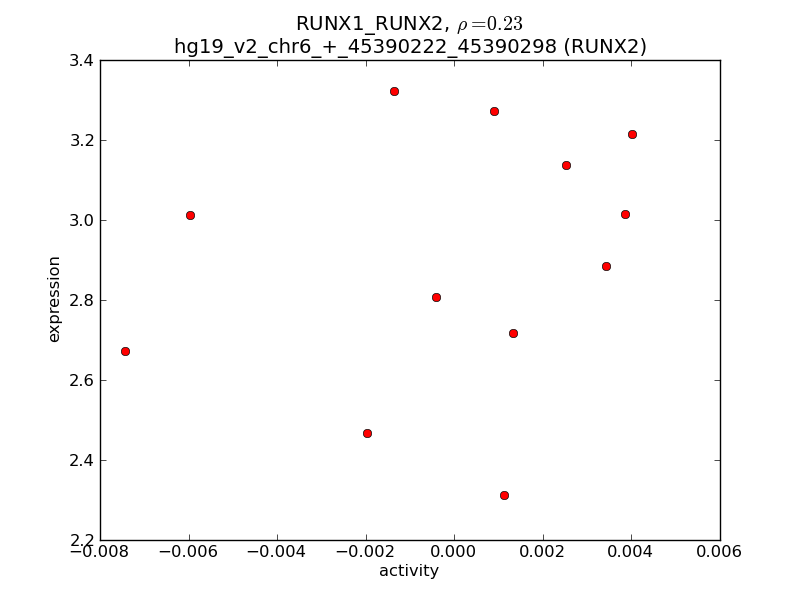 RUNX1_RUNX2, ρ = 0.23
hg19_v2_chr6_+_45390222_45390298 (RUNX2)
3.4
3.2
3.0
2.8
2.6
2.4
2.2
expression
−0.008 −0.006 −0.004 −0.002 0.000 0.002 0.004 0.006
activity